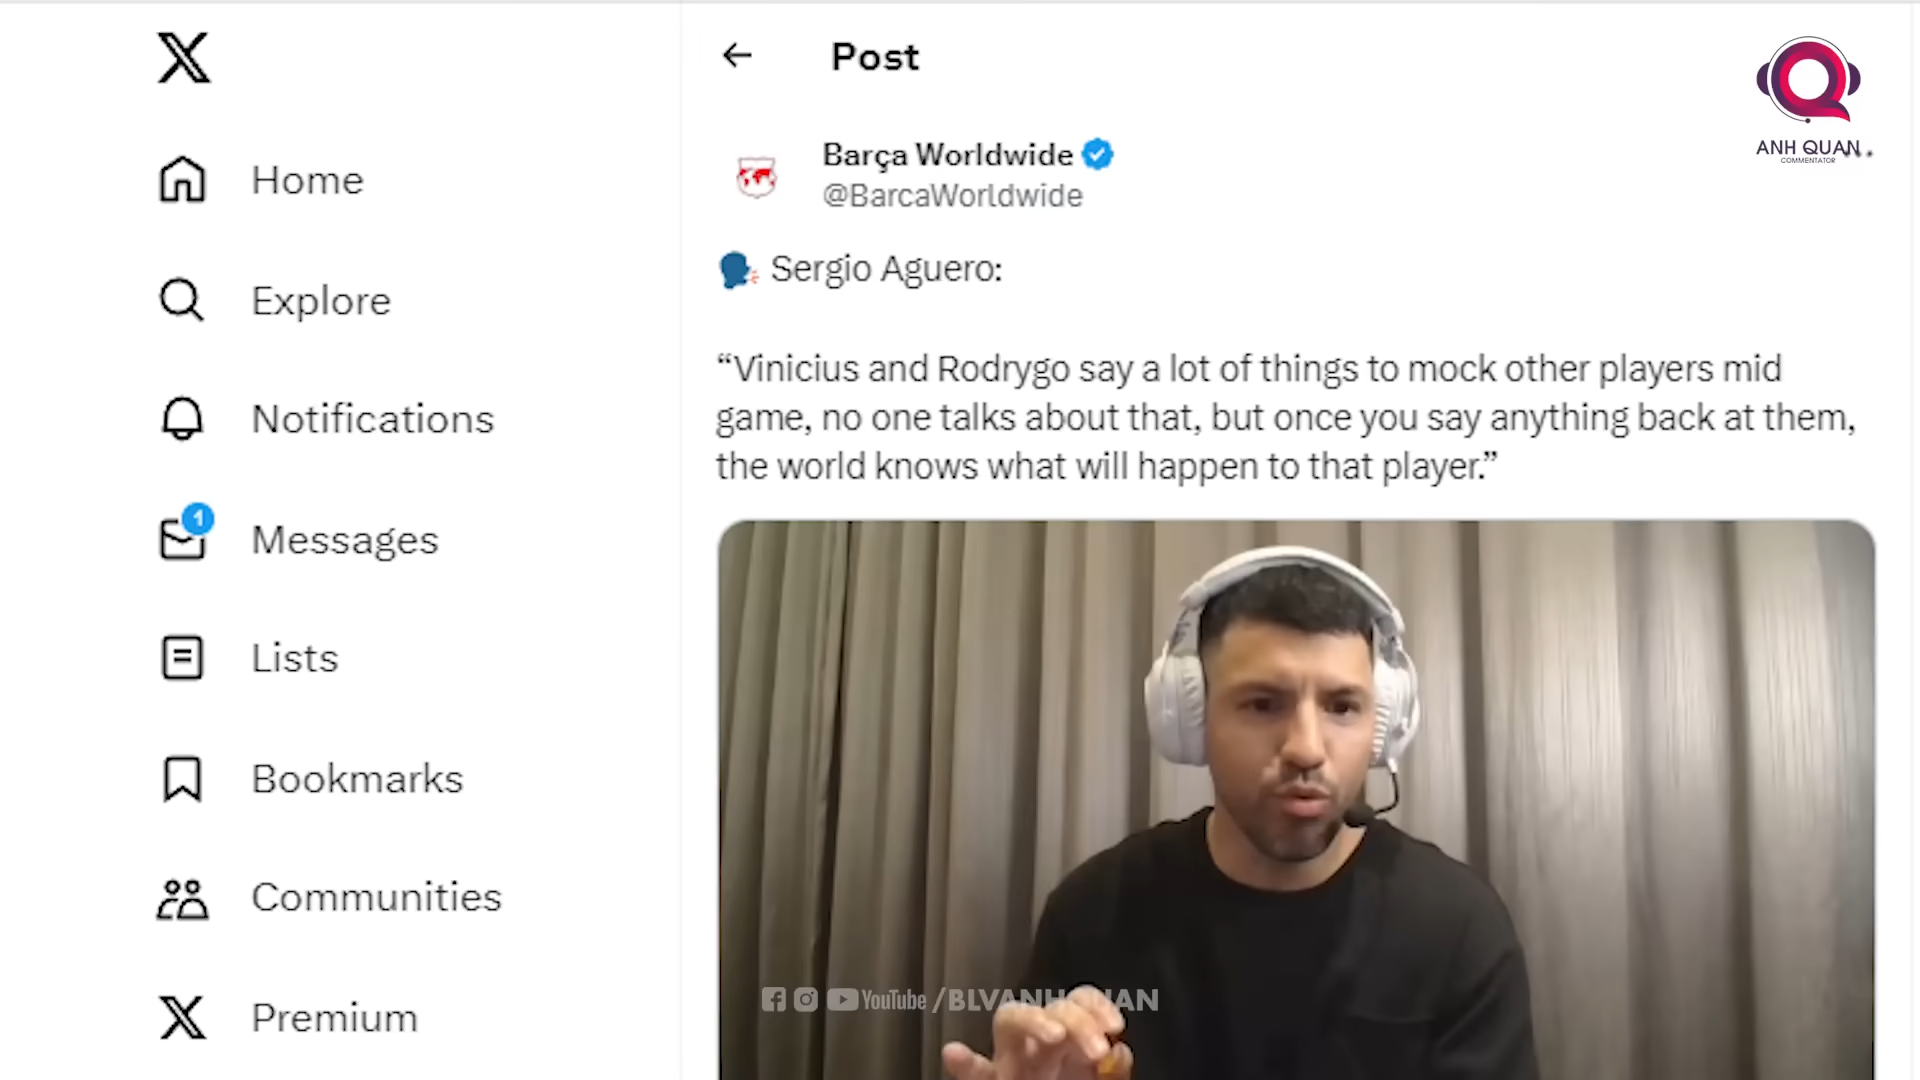 Post
ANH QUAN
COMMENTATOR
Barça Worldwide
@BarcaWorldwide
Home
Explore
Notifications
1
Messages
Lists
Bookmarks
Communities
Premium
🗣️ Sergio Aguero:
“Vinicius and Rodrygo say a lot of things to mock other players mid
game, no one talks about that, but once you say anything back at them,
the world knows what will happen to that player.”
YouTube /BLVANHQUAN